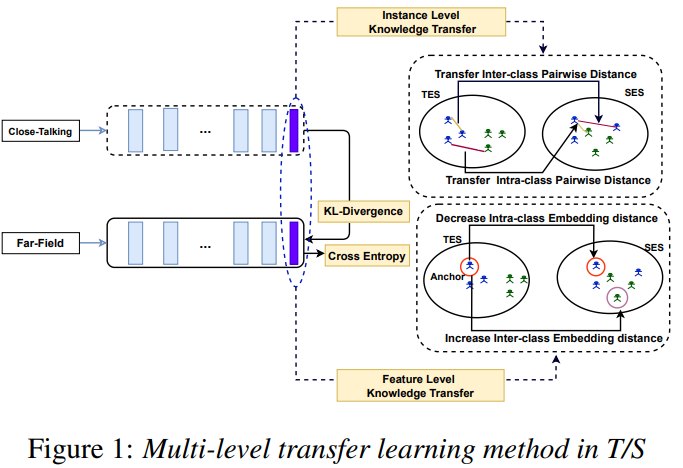 Instance Level
Knowledge Transfer
Transfer Inter-class Pairwise Distance
TES
SES
Transfer Intra-class Pairwise Distance
Close-Talking
...
KL-Divergence
Far-Field
...
Cross Entropy
Decrease Intra-class Embedding distance
TES
SES
Anchor
Increase Inter-class Embedding distance
Feature Level
Knowledge Transfer
Figure 1: Multi-level transfer learning method in T/S